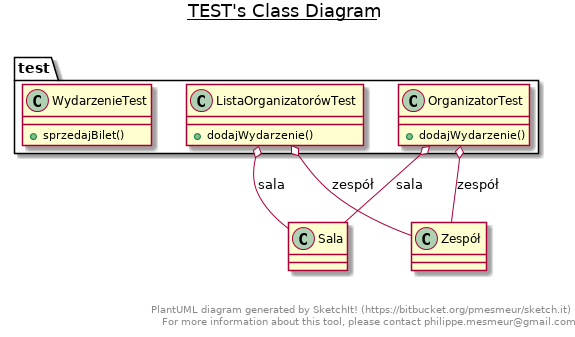 TEST's Class Diagram
test
C WydarzenieTest
sprzedajBilet()
C ListaOrganizatorówTest
dodajWydarzenie()
C OrganizatorTest
dodajWydarzenie()
sala
zespół
sala
zespół
C Sala
C Zespół
PlantUML diagram generated by SketchIt! (https://bitbucket.org/pmesmeur/sketch.it)
For more information about this tool, please contact philippe.mesmeur@gmail.com